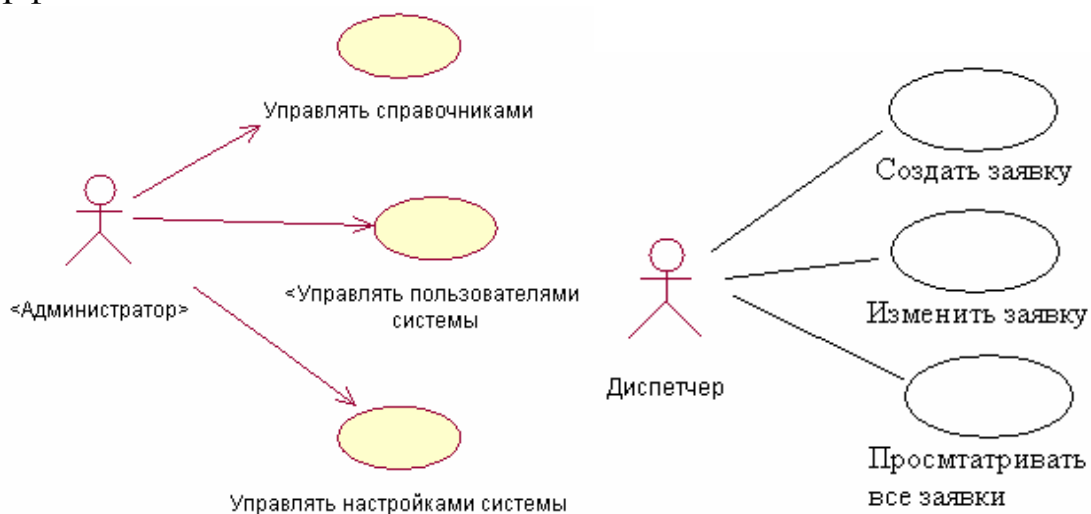 Управлять справочниками
<Администратор>
<Управлять пользователями
системы
Управлять настройками системы
Создать заявку
Изменить заявку
Диспетчер
Просмтатривать
все заявки